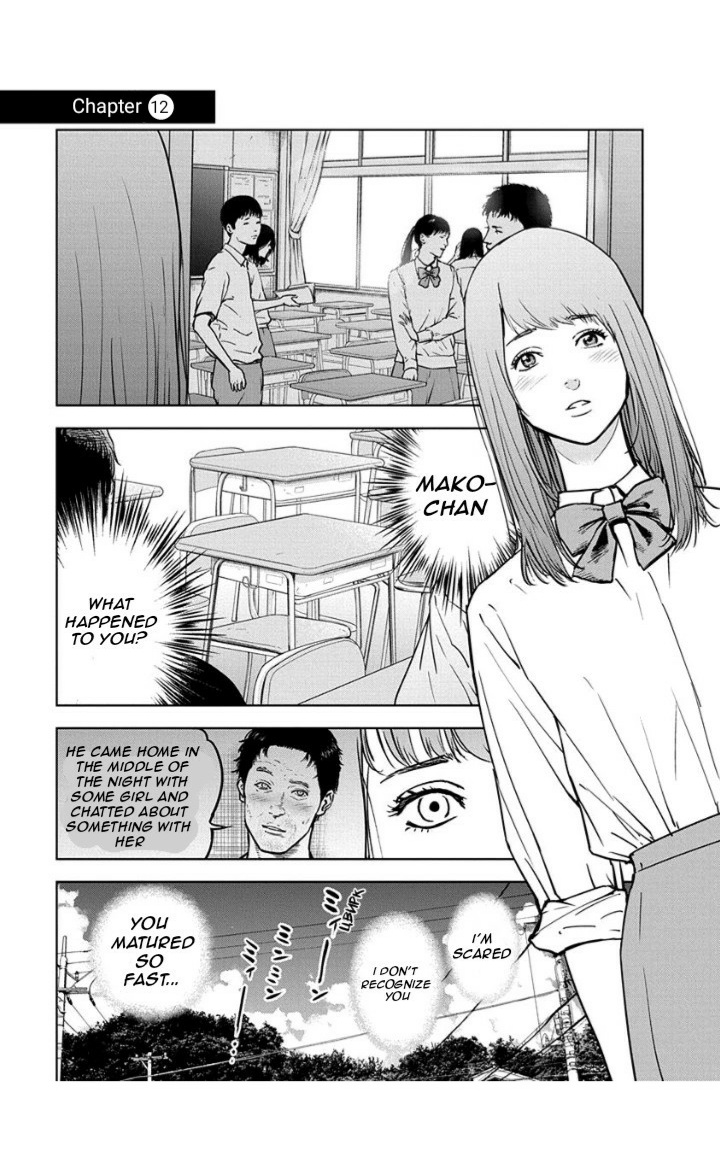 Chapter 12
MAKO-
CHAN
WHAT
HAPPENED
TO YOU?
HE CAME HOME IN
THE MIDDLE OF
THE NIGHT WITH
SOME GIRL AND
CHATTED ABOUT
SOMETHING WITH
HER
I'M
SCARED
I DON'T
RECOGNIZE
YOU
YOU
MATURED
SO
FAST...
ЦВИРК
ミーィン
ミンミン